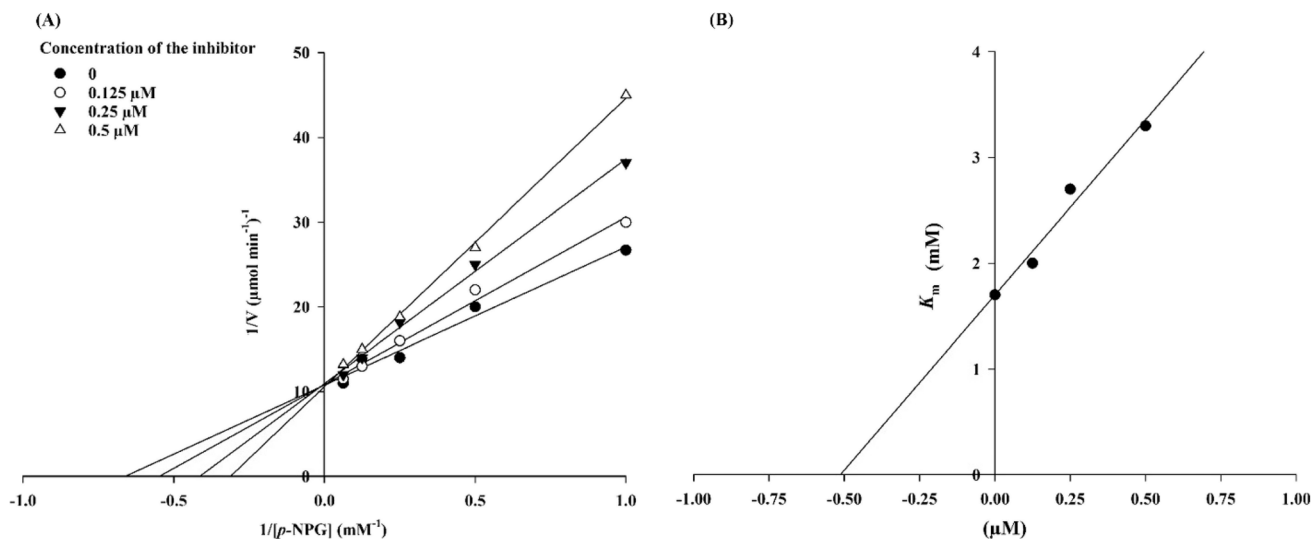 (A)
Concentration of the inhibitor
0
0.125 µM
0.25 µM
0.5 µM
50
40
30
20
10
0
1/V (µmol min⁻¹)⁻¹
-1.0 -0.5 0.0 0.5 1.0
1/[p-NPG] (mM⁻¹)
(B)
4
3
2
1
0
Km (mM)
-1.00 -0.75 -0.50 -0.25 0.00 0.25 0.50 0.75 1.00
(µM)